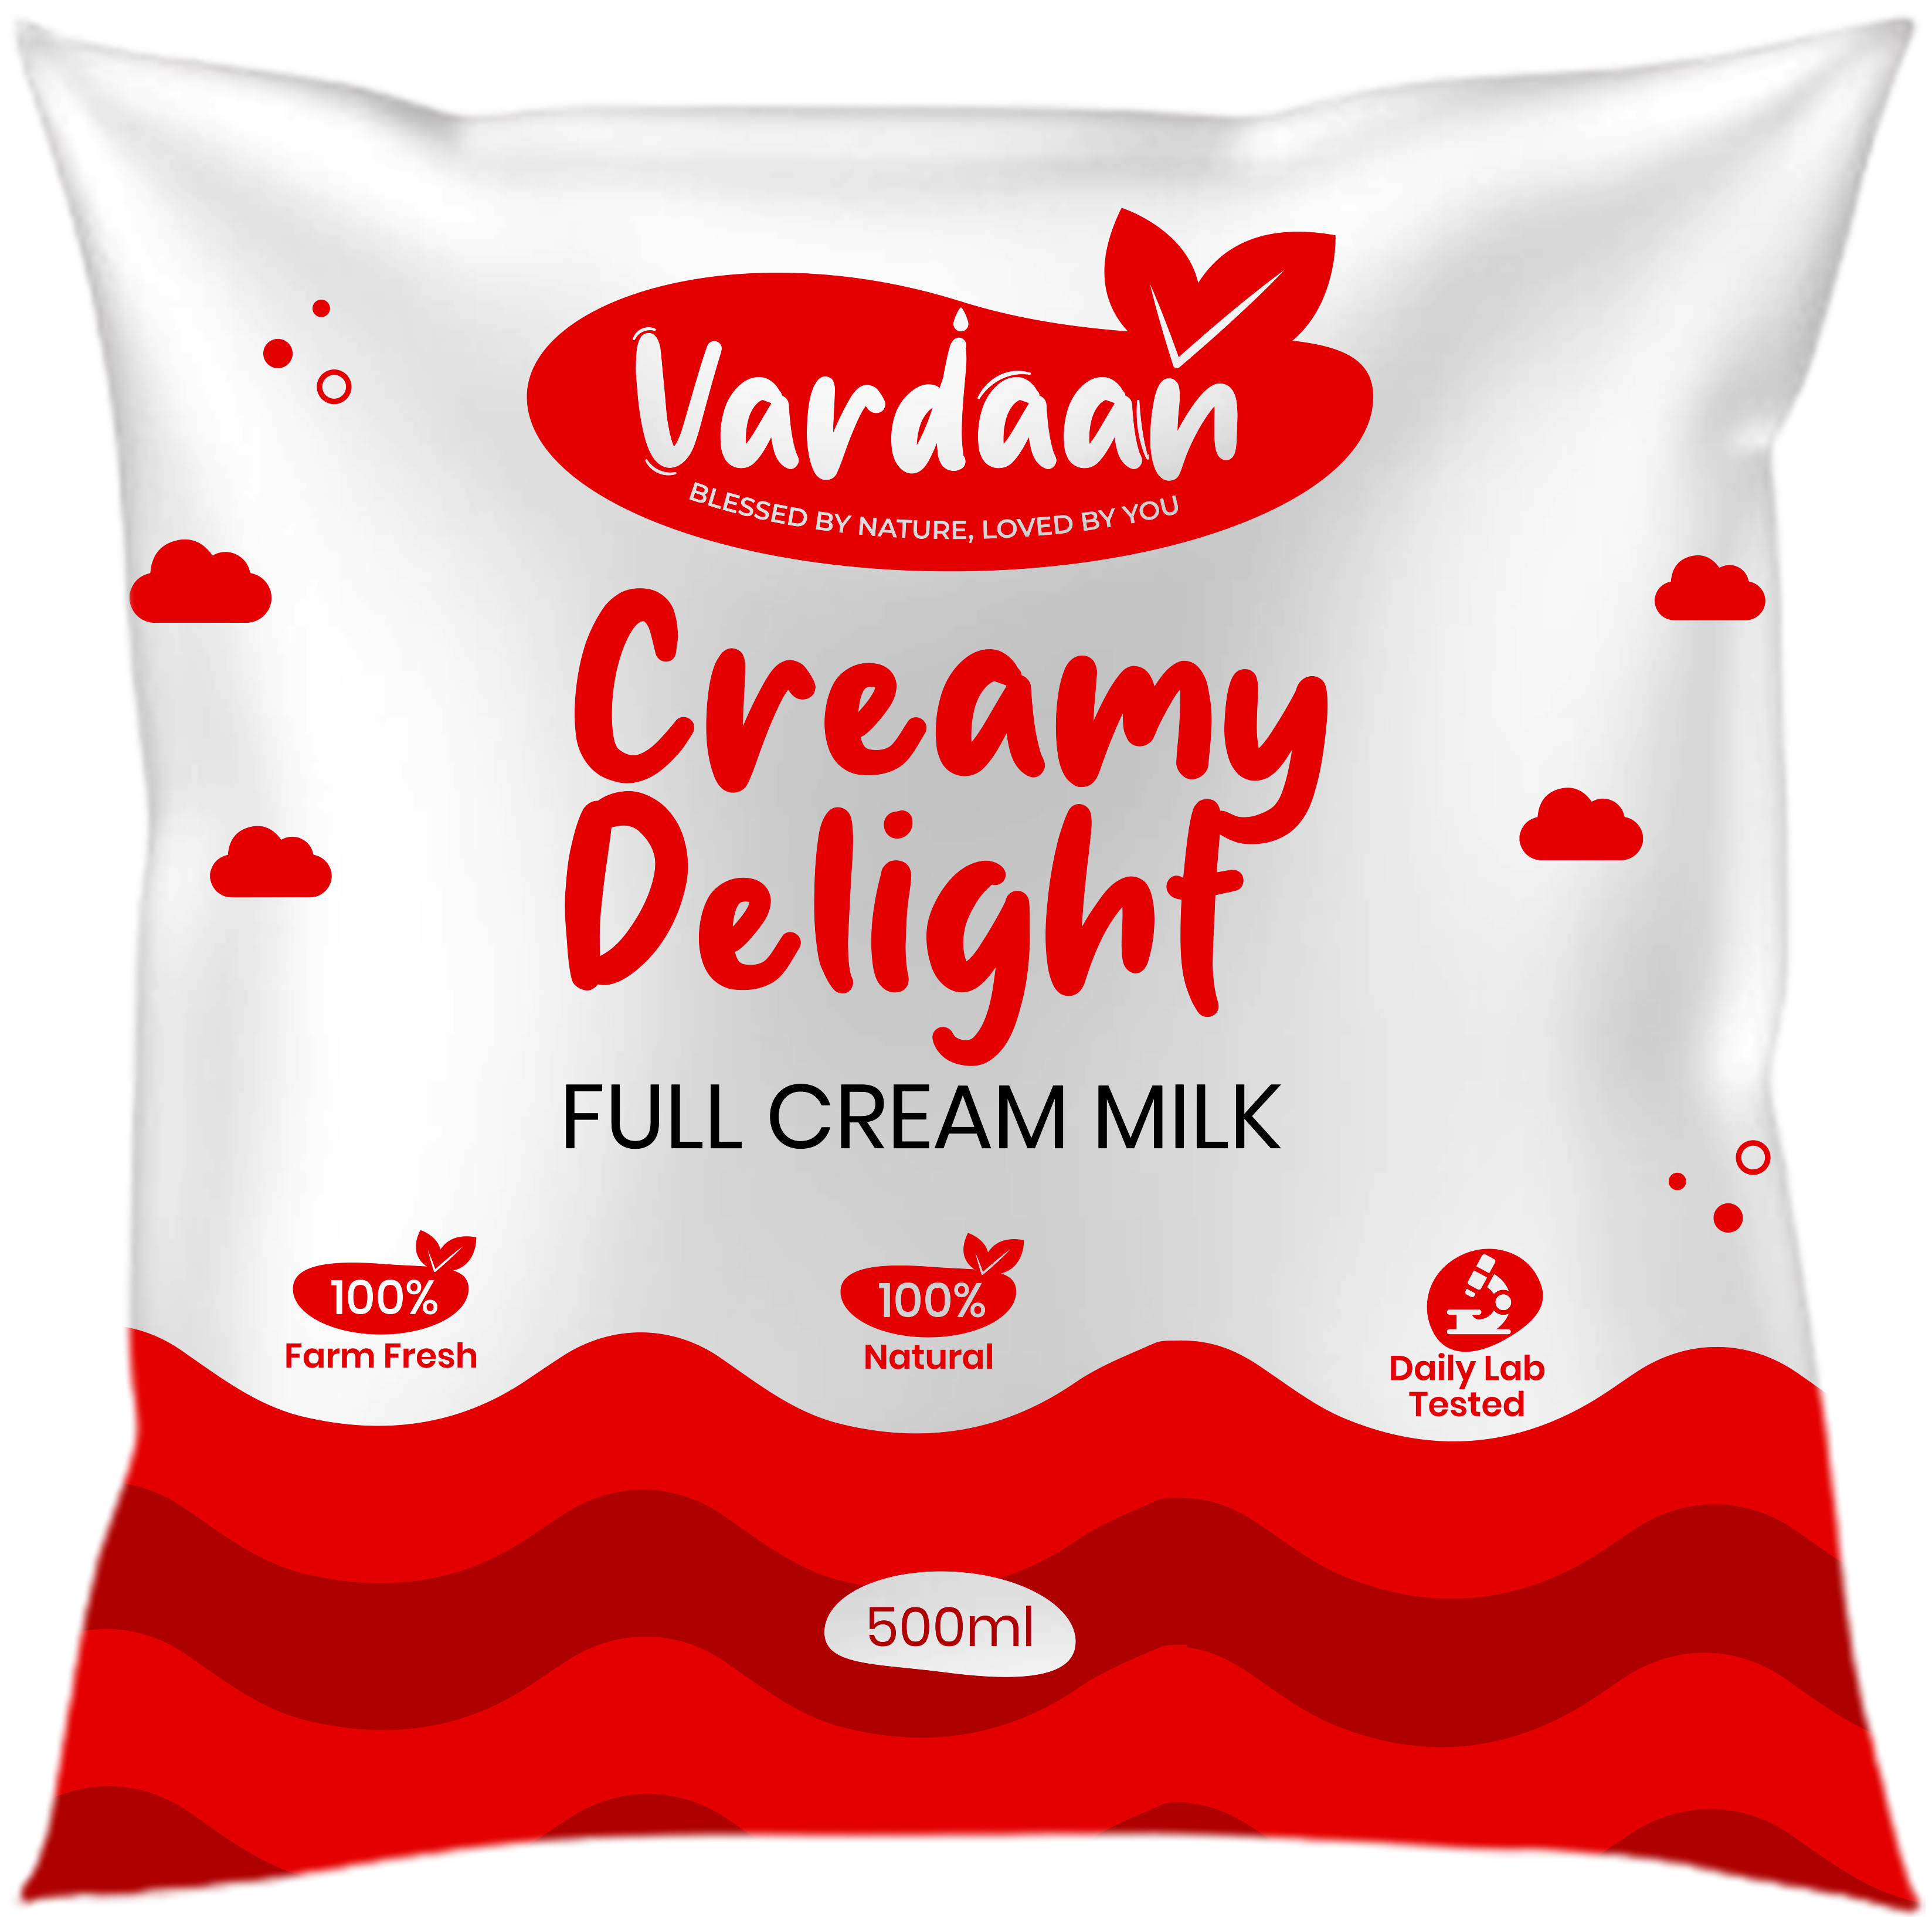 Vardaan
BLESSED BY NATURE, LOVED BY YOU
Creamy
Delight
FULL CREAM MILK
100%
Farm Fresh
100%
Natural
Daily Lab
Tested
500ml